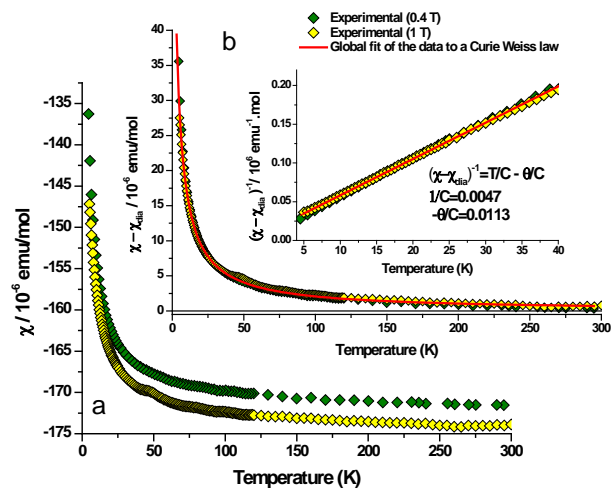 Experimental (0.4 T)
Experimental (1 T)
Global fit of the data to a Curie Weiss law
b
40
35
30
25
20
15
10
5
0
χ – χdia / 10-6 emu/mol
0 50 100 150 200 250 300
Temperature (K)
0.20
0.15
0.10
0.05
0.00
(χ-χdia)-1/ 106 emu-1.mol
5 10 15 20 25 30 35 40
Temperature (K)
(χ-χdia)-1=T/C - θ/C
1/C=0.0047
-θ/C=0.0113
-135
-140
-145
-150
-155
-160
-165
-170
-175
χ / 10-6 emu/mol
a
0 50 100 150 200 250 300
Temperature (K)